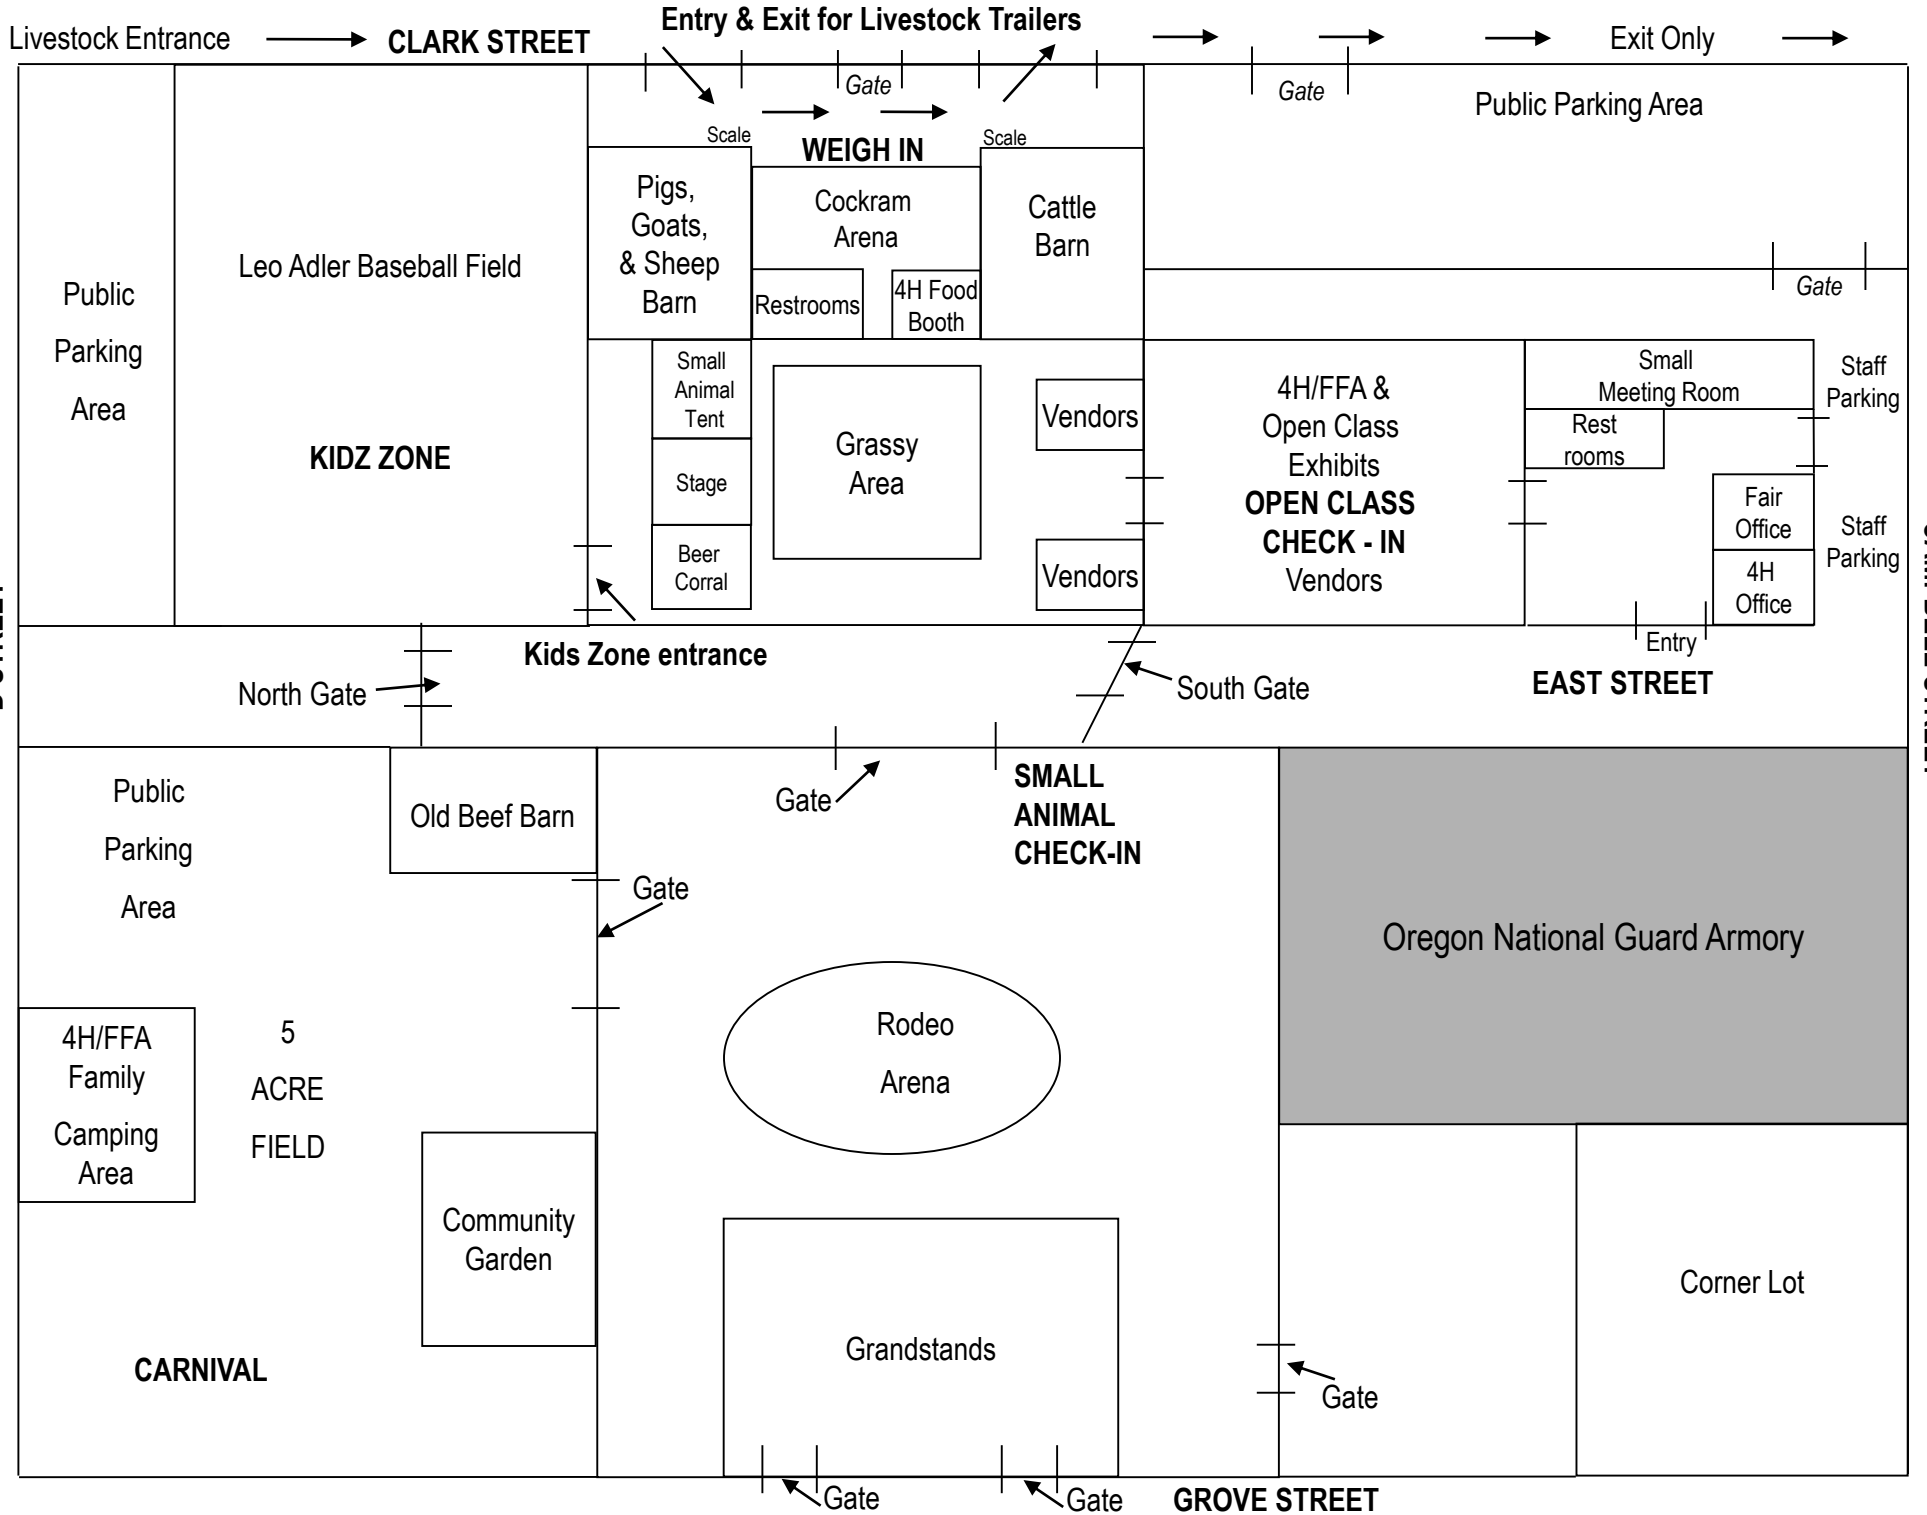 Entry & Exit for Livestock Trailers
Livestock Entrance
CLARK STREET
Exit Only
Gate
Gate
Public Parking Area
Scale
WEIGH IN
Scale
Pigs,
Goats,
& Sheep
Barn
Cockram
Arena
Cattle
Barn
Leo Adler Baseball Field
Public
Parking
Area
Restrooms
4H Food
Booth
Gate
Small
Animal
Tent
Stage
Beer
Corral
Grassy
Area
Vendors
Vendors
4H/FFA &
Open Class
Exhibits
OPEN CLASS
CHECK - IN
Vendors
Small
Meeting Room
Rest
rooms
Staff
Parking
Fair
Office
4H
Office
Staff
Parking
KIDZ ZONE
Kids Zone entrance
Entry
North Gate
South Gate
EAST STREET
Public
Parking
Area
Old Beef Barn
Gate
SMALL
ANIMAL
CHECK-IN
Gate
Oregon National Guard Armory
4H/FFA
Family
Camping
Area
5
ACRE
FIELD
Rodeo
Arena
Community
Garden
Corner Lot
Grandstands
CARNIVAL
Gate
Gate
Gate
GROVE STREET